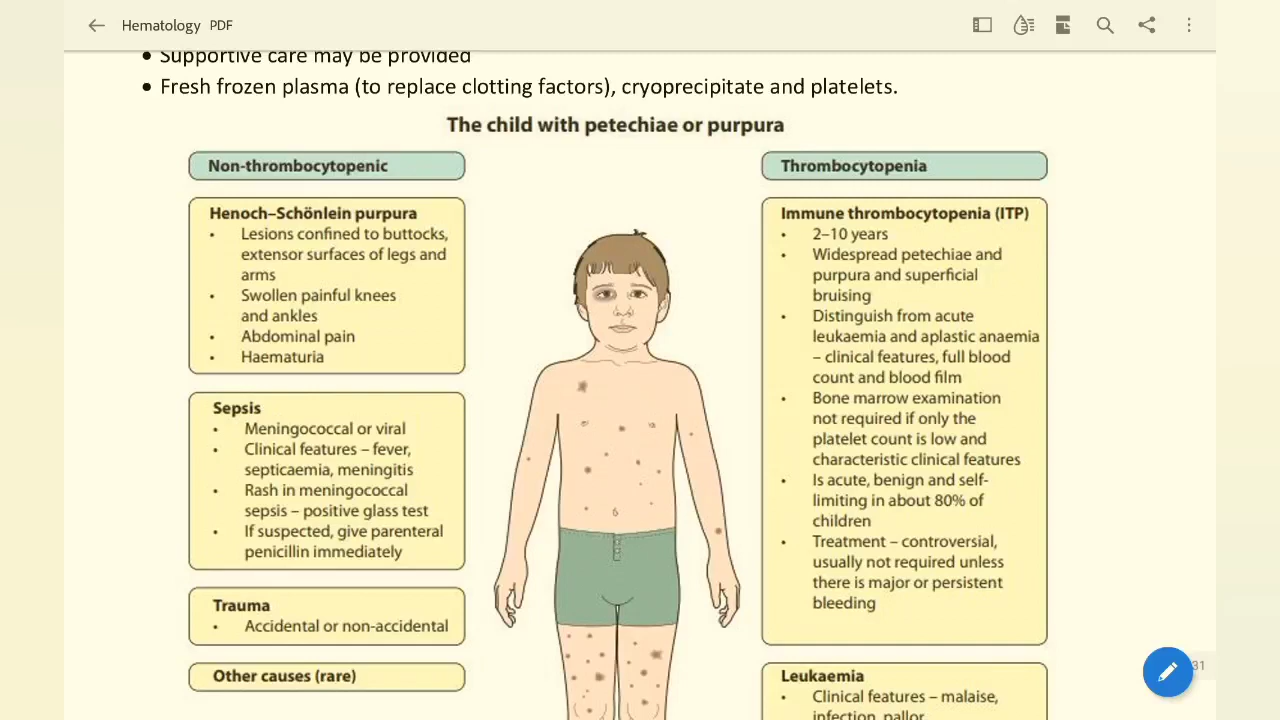 Hematology PDF
• Supportive care may be provided
• Fresh frozen plasma (to replace clotting factors), cryoprecipitate and platelets.
The child with petechiae or purpura
Non-thrombocytopenic
Henoch–Schönlein purpura
• Lesions confined to buttocks,
extensor surfaces of legs and
arms
• Swollen painful knees
and ankles
• Abdominal pain
• Haematuria
Sepsis
• Meningococcal or viral
• Clinical features – fever,
septicaemia, meningitis
• Rash in meningococcal
sepsis – positive glass test
• If suspected, give parenteral
penicillin immediately
Trauma
• Accidental or non-accidental
Other causes (rare)
Thrombocytopenia
Immune thrombocytopenia (ITP)
• 2–10 years
• Widespread petechiae and
purpura and superficial
bruising
• Distinguish from acute
leukaemia and aplastic anaemia
– clinical features, full blood
count and blood film
• Bone marrow examination
not required if only the
platelet count is low and
characteristic clinical features
• Is acute, benign and self-
limiting in about 80% of
children
• Treatment – controversial,
usually not required unless
there is major or persistent
bleeding
Leukaemia
• Clinical features – malaise,
infection, pallor
31